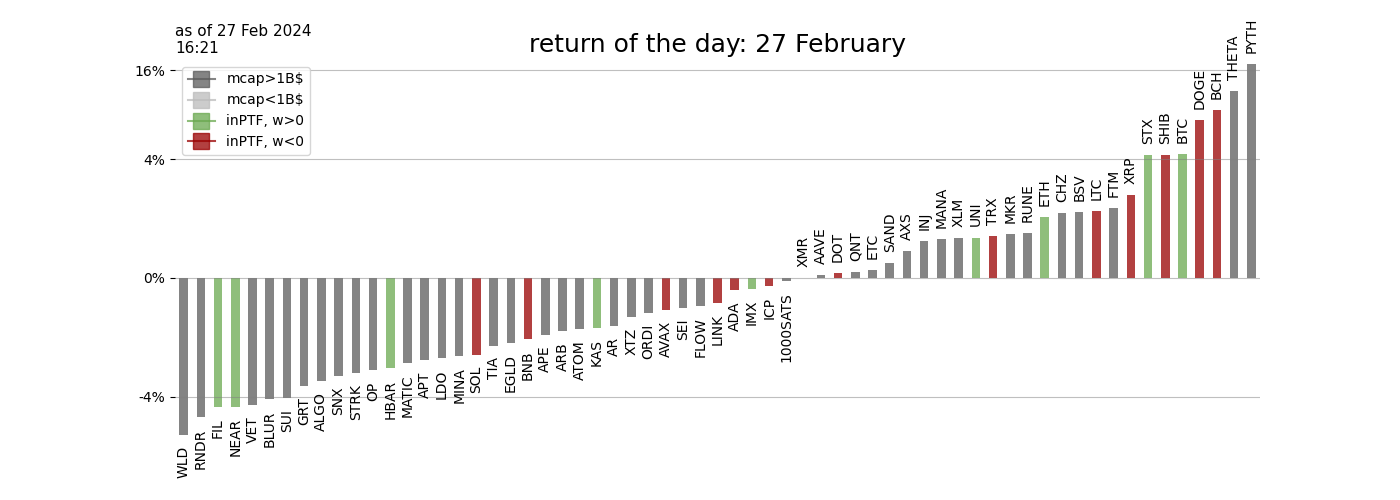 as of 27 Feb 2024
16:21
return of the day: 27 February
mcap>1B$
mcap<1B$
inPTF, w>0
inPTF, w<0
16%
4%
0%
-4%
WLD
RNDR
FIL
NEAR
VET
BLUR
SUI
GRT
ALGO
SNX
STRK
OP
HBAR
MATIC
APT
LDO
MINA
SOL
TIA
EGLD
BNB
APE
ARB
ATOM
KAS
AR
XTZ
ORDI
AVAX
SEI
FLOW
LINK
ADA
IMX
ICP
1000SATS
XMR
AAVE
DOT
QNT
ETC
SAND
AXS
INJ
MANA
XLM
UNI
TRX
MKR
RUNE
ETH
CHZ
BSV
LTC
FTM
XRP
STX
SHIB
BTC
DOGE
BCH
THETA
PYTH